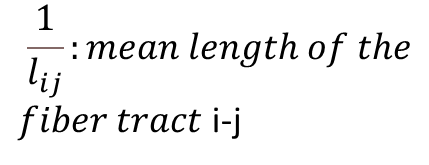 1
l_ij : mean length of the
fiber tract i-j